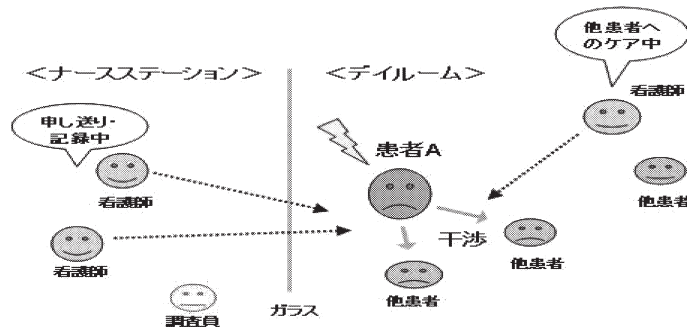 他患者へ
のケア中
<ナースステーション>
<デイルーム>
看護師
申し送り・
記録中
患者A
看護師
他患者
干渉
看護師
他患者
他患者
調査員
ガラス